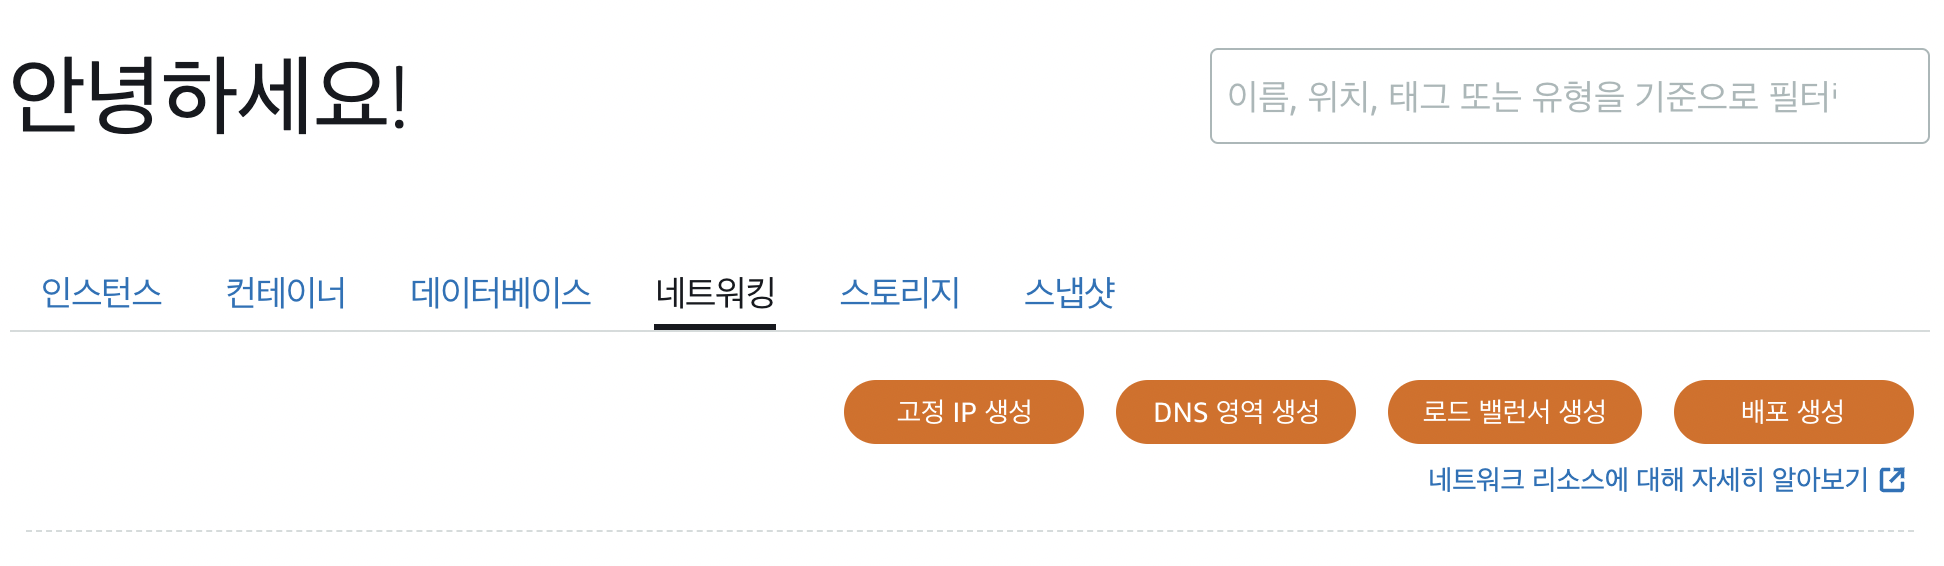 안녕하세요!
이름, 위치, 태그 또는 유형을 기준으로 필터
인스턴스 컨테이너 데이터베이스 네트워킹 스토리지 스냅샷
고정 IP 생성 DNS 영역 생성 로드 밸런서 생성 배포 생성
네트워크 리소스에 대해 자세히 알아보기